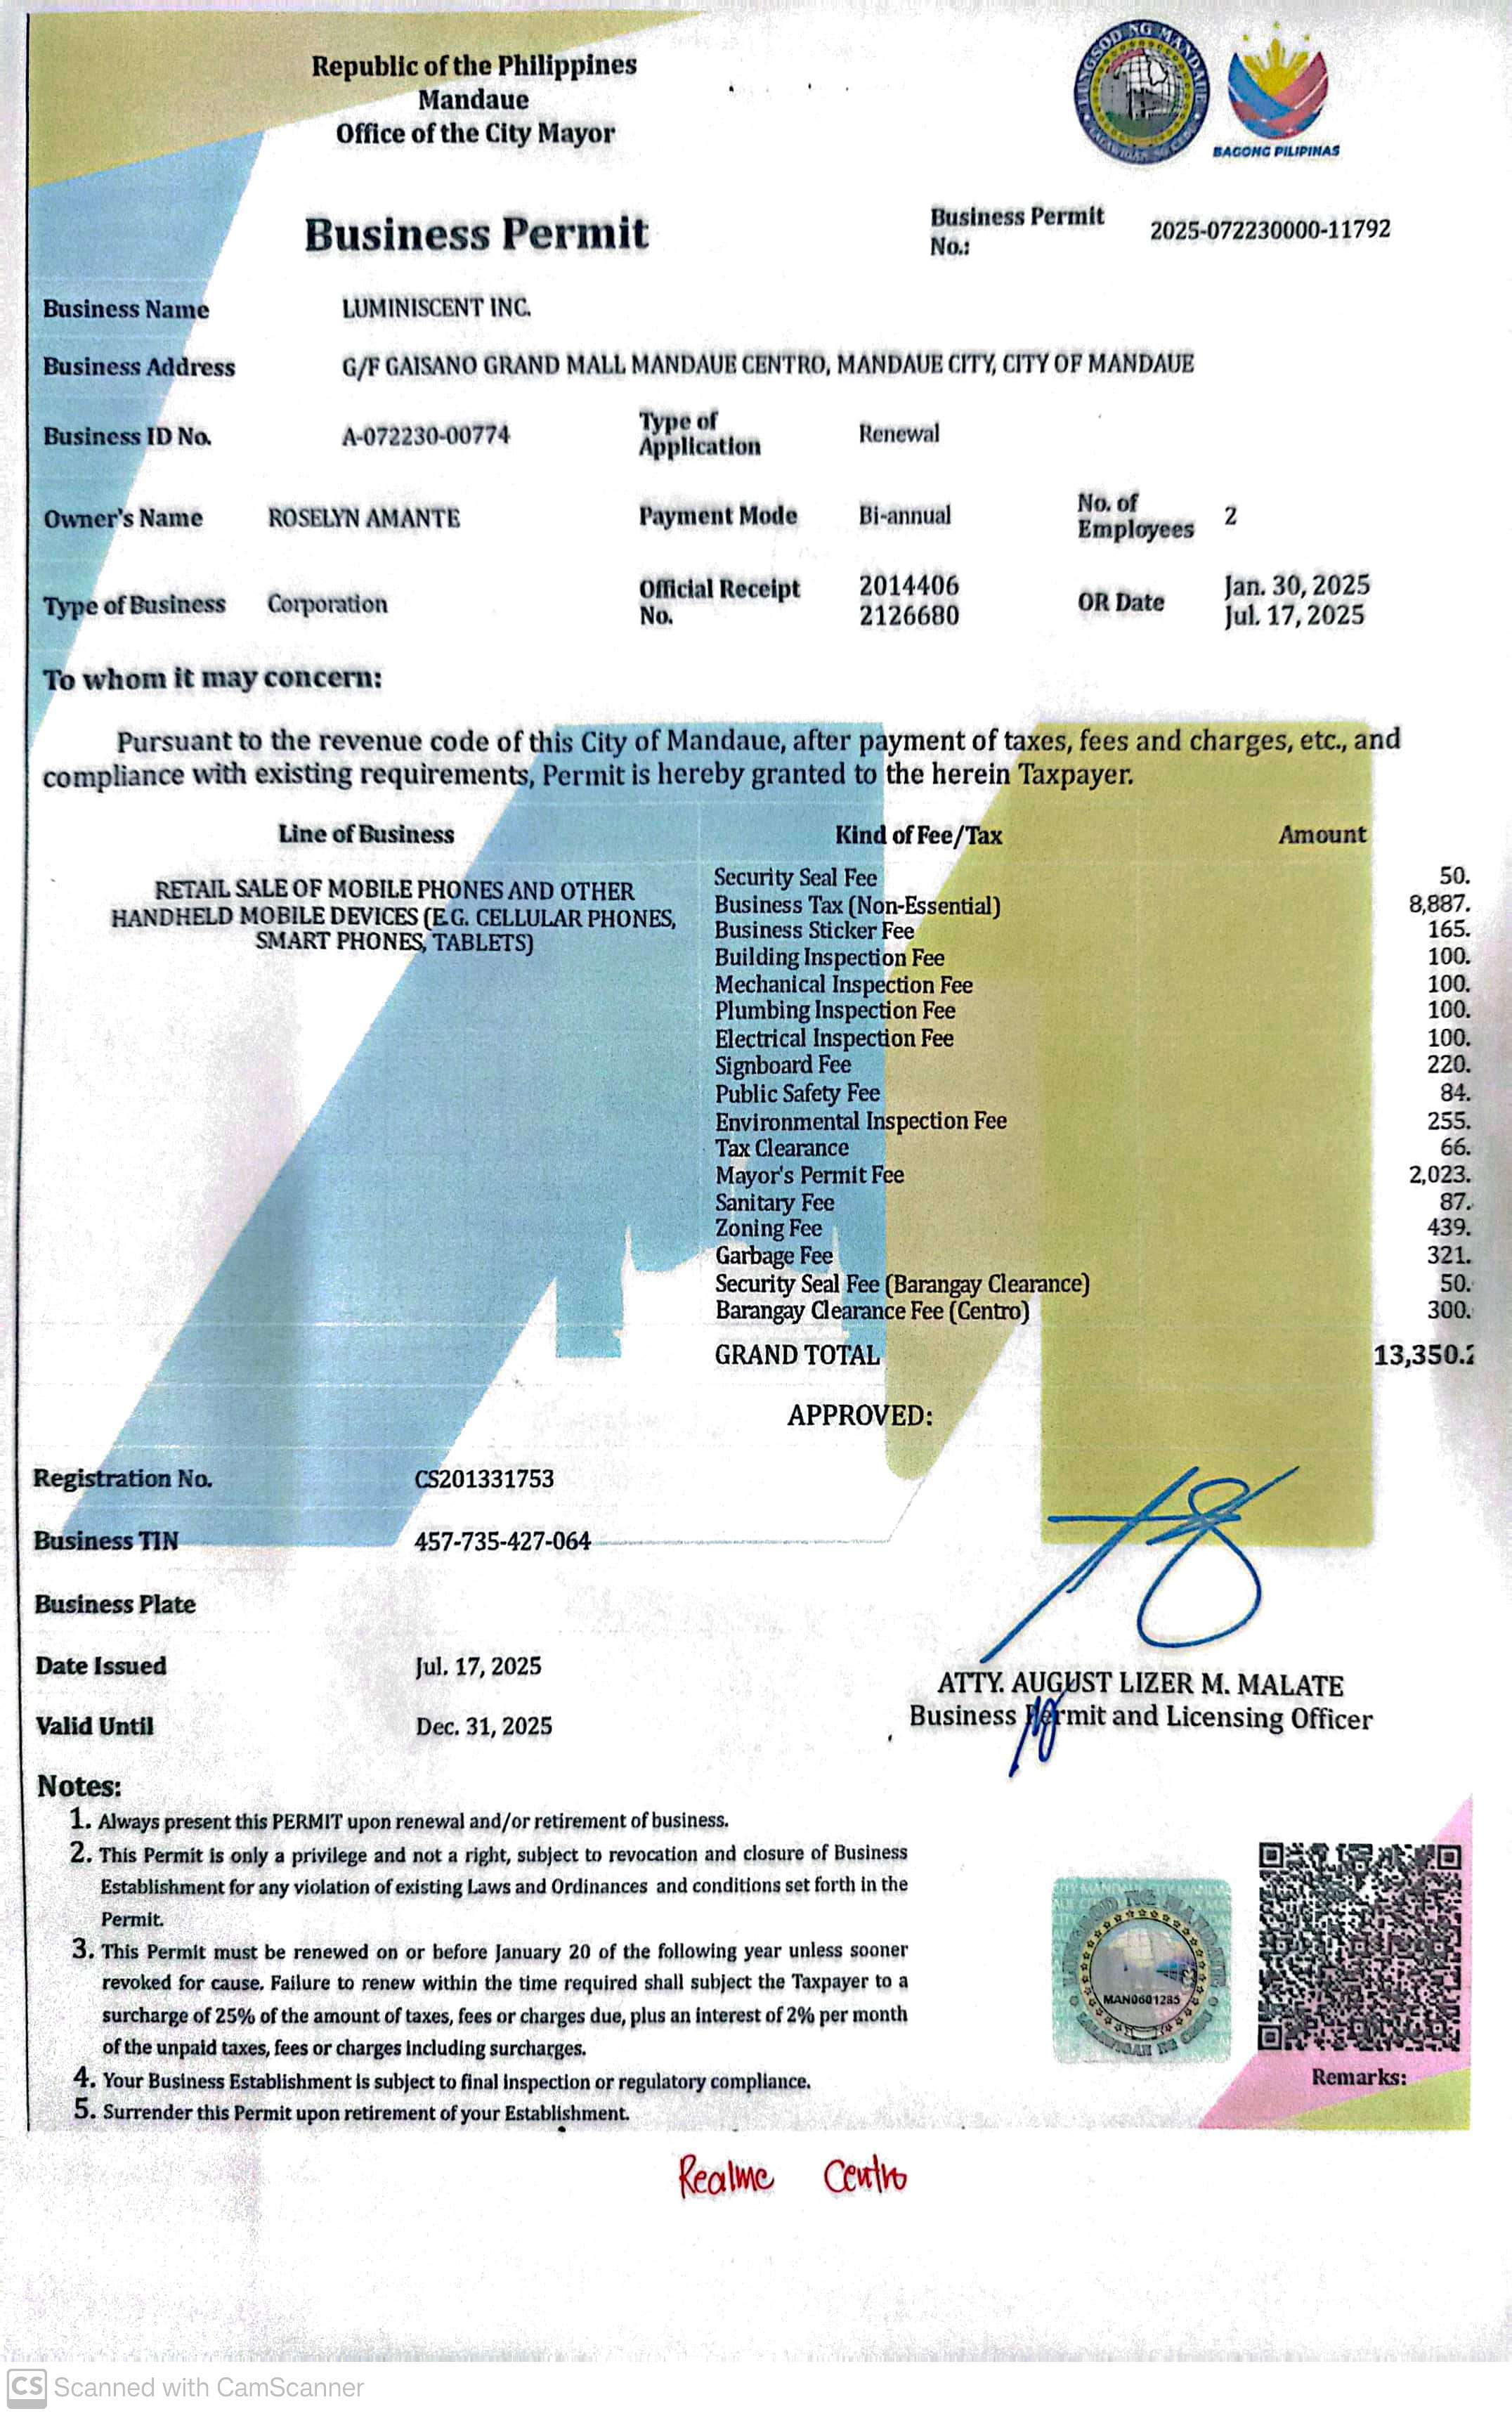 Republic of the Philippines
Mandaue
Office of the City Mayor
LUNGSOD NG MANDAUE
BAGONG PILIPINAS
Business Permit
Business Permit No.: 2025-072230000-11792
Business Name LUMINISCENT INC.
Business Address G/F GAISANO GRAND MALL MANDAUE CENTRO, MANDAUE CITY, CITY OF MANDAUE
Business ID No. A-072230-00774 Type of Application Renewal
Owner's Name ROSELYN AMANTE Payment Mode Bi-annual No. of Employees 2
Type of Business Corporation Official Receipt No. 2014406 2126680 OR Date Jan. 30, 2025 Jul. 17, 2025
To whom it may concern:
Pursuant to the revenue code of this City of Mandaue, after payment of taxes, fees and charges, etc., and
compliance with existing requirements, Permit is hereby granted to the herein Taxpayer.
Line of Business Kind of Fee/Tax Amount
RETAIL SALE OF MOBILE PHONES AND OTHER
HANDHELD MOBILE DEVICES (E.G. CELLULAR PHONES,
SMART PHONES, TABLETS)
Security Seal Fee 50.
Business Tax (Non-Essential) 8,887.
Business Sticker Fee 165.
Building Inspection Fee 100.
Mechanical Inspection Fee 100.
Plumbing Inspection Fee 100.
Electrical Inspection Fee 100.
Signboard Fee 220.
Public Safety Fee 84.
Environmental Inspection Fee 255.
Tax Clearance 66.
Mayor's Permit Fee 2,023.
Sanitary Fee 87.
Zoning Fee 439.
Garbage Fee 321.
Security Seal Fee (Barangay Clearance) 50.
Barangay Clearance Fee (Centro) 300.
GRAND TOTAL 13,350.
APPROVED:
Registration No. CS201331753
Business TIN 457-735-427-064
Business Plate
Date Issued Jul. 17, 2025
Valid Until Dec. 31, 2025
ATTY. AUGUST LIZER M. MALATE
Business Permit and Licensing Officer
Notes:
1. Always present this PERMIT upon renewal and/or retirement of business.
2. This Permit is only a privilege and not a right, subject to revocation and closure of Business
Establishment for any violation of existing Laws and Ordinances and conditions set forth in the
Permit.
3. This Permit must be renewed on or before January 20 of the following year unless sooner
revoked for cause. Failure to renew within the time required shall subject the Taxpayer to a
surcharge of 25% of the amount of taxes, fees or charges due, plus an interest of 2% per month
of the unpaid taxes, fees or charges including surcharges.
4. Your Business Establishment is subject to final inspection or regulatory compliance.
5. Surrender this Permit upon retirement of your Establishment.
MAN0601285
Remarks:
Realme Centro
CS Scanned with CamScanner